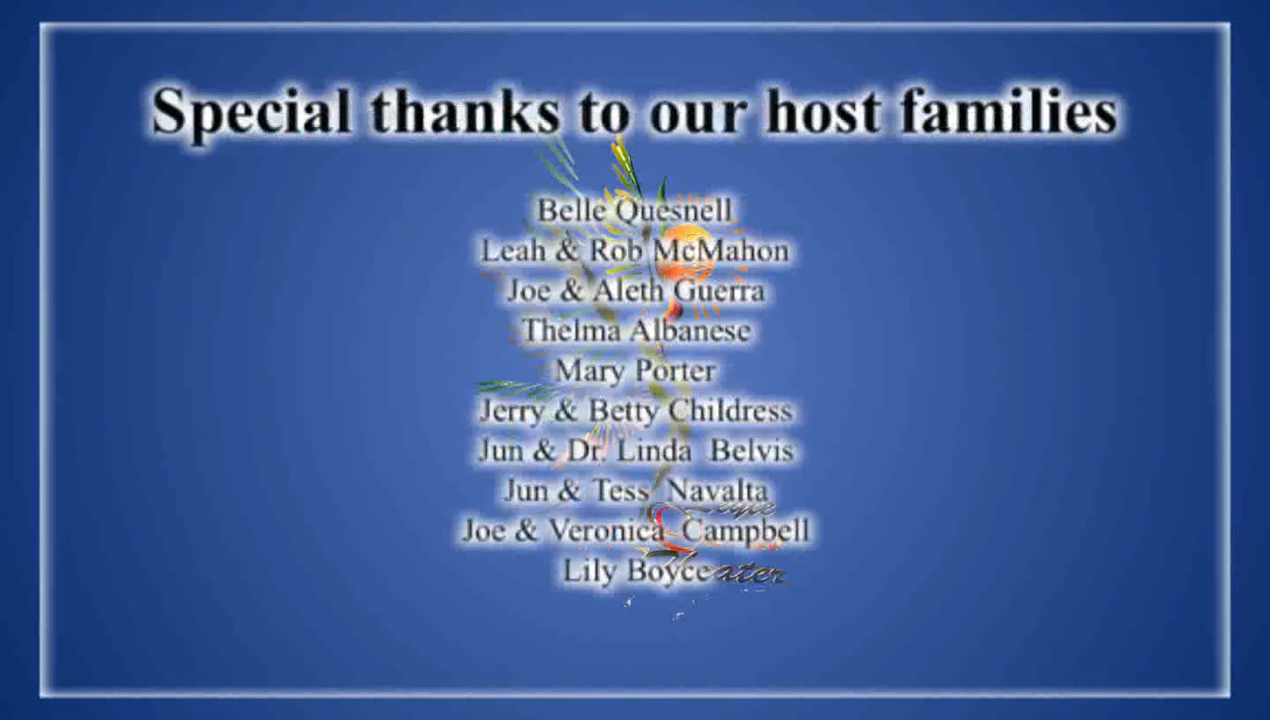 Special thanks to our host families
Belle Quesnell
Leah & Rob McMahon
Joe & Aleth Guerra
Thelma Albanese
Mary Porter
Jerry & Betty Childress
Jun & Dr. Linda Belvis
Jun & Tess Navalta
Joe & Veronica Campbell
Lily Boyce